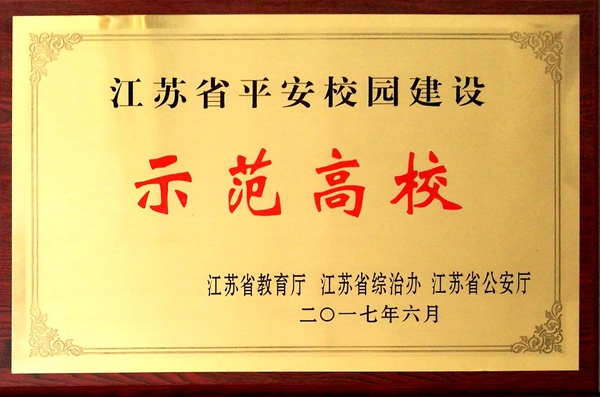 江苏省平安校园建设
示范高校
江苏省教育厅 江苏省综治办 江苏省公安厅
二〇一七年六月